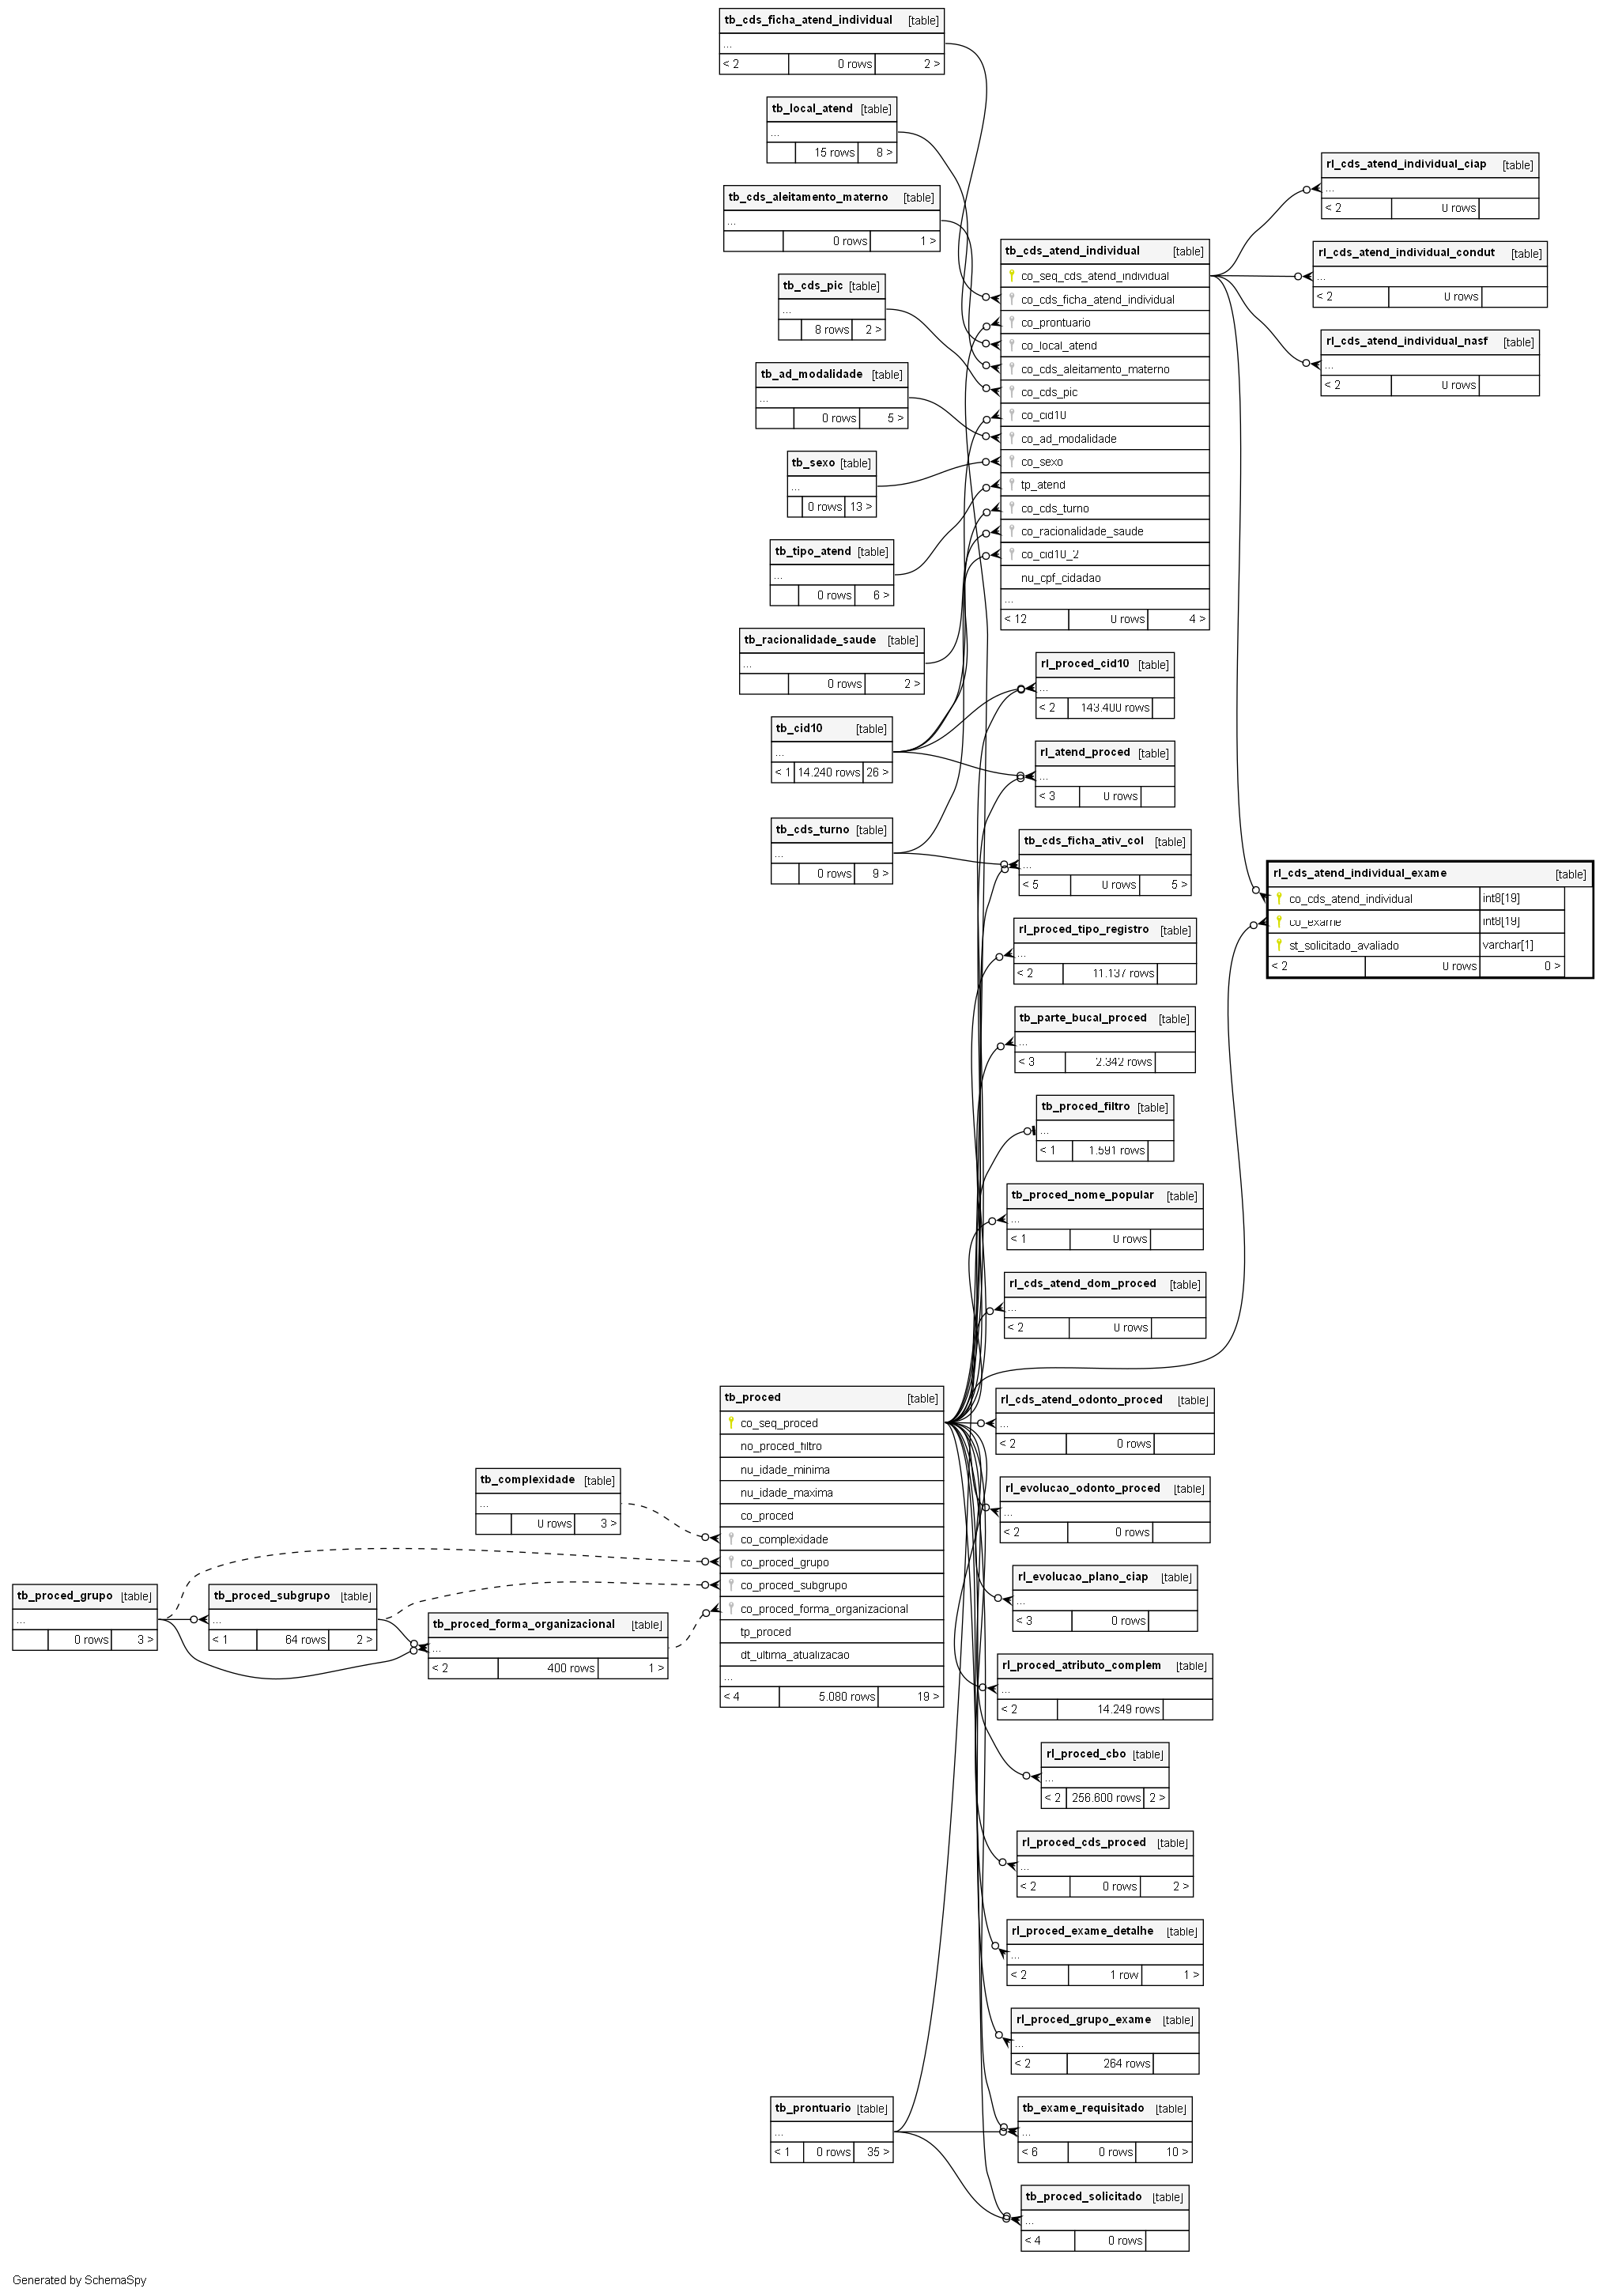 tb_cds_ficha_atend_individual [table]
...
< 2 0 rows 2 >
tb_local_atend [table]
...
15 rows 8 >
tb_cds_aleitamento_materno [table]
...
0 rows 1 >
tb_cds_pic [table]
...
8 rows 2 >
tb_ad_modalidade [table]
...
0 rows 5 >
tb_sexo [table]
...
0 rows 13 >
tb_tipo_atend [table]
...
0 rows 6 >
tb_racionalidade_saude [table]
...
0 rows 2 >
tb_cid10 [table]
...
< 1 14.240 rows 26 >
tb_cds_turno [table]
...
0 rows 9 >
tb_cds_atend_individual [table]
co_seq_cds_atend_individual
co_cds_ficha_atend_individual
co_prontuario
co_local_atend
co_cds_aleitamento_materno
co_cds_pic
co_cid10
co_ad_modalidade
co_sexo
tp_atend
co_cds_turno
co_racionalidade_saude
co_cid10_2
nu_cpf_cidadao
...
< 12 0 rows 4 >
rl_cds_atend_individual_ciap [table]
...
< 2 0 rows
rl_cds_atend_individual_condut [table]
...
< 2 0 rows
rl_cds_atend_individual_nasf [table]
...
< 2 0 rows
rl_proced_cid10 [table]
...
< 2 143.400 rows
rl_atend_proced [table]
...
< 3 0 rows
tb_cds_ficha_ativ_col [table]
...
< 5 0 rows 5 >
rl_cds_atend_individual_exame [table]
co_cds_atend_individual int8[19]
co_exame int8[19]
st_solicitado_avaliado varchar[1]
< 2 0 rows 0 >
rl_proced_tipo_registro [table]
...
< 2 11.137 rows
tb_parte_bucal_proced [table]
...
< 3 2.342 rows
tb_proced_filtro [table]
...
< 1 1.591 rows
tb_proced_nome_popular [table]
...
< 1 0 rows
rl_cds_atend_dom_proced [table]
...
< 2 0 rows
tb_proced [table]
co_seq_proced
no_proced_filtro
nu_idade_minima
nu_idade_maxima
co_proced
co_complexidade
co_proced_grupo
co_proced_subgrupo
co_proced_forma_organizacional
tp_proced
dt_ultima_atualizacao
...
< 4 5.080 rows 19 >
tb_complexidade [table]
...
0 rows 3 >
tb_proced_grupo [table]
...
0 rows 3 >
tb_proced_subgrupo [table]
...
< 1 64 rows 2 >
tb_proced_forma_organizacional [table]
...
< 2 400 rows 1 >
rl_cds_atend_odonto_proced [table]
...
< 2 0 rows
rl_evolucao_odonto_proced [table]
...
< 2 0 rows
rl_evolucao_plano_ciap [table]
...
< 3 0 rows
rl_proced_atributo_complem [table]
...
< 2 14.249 rows
rl_proced_cbo [table]
...
< 2 256.600 rows 2 >
rl_proced_cds_proced [table]
...
< 2 0 rows 2 >
rl_proced_exame_detalhe [table]
...
< 2 1 row 1 >
rl_proced_grupo_exame [table]
...
< 2 264 rows
tb_prontuario [table]
...
< 1 0 rows 35 >
tb_exame_requisitado [table]
...
< 6 0 rows 10 >
tb_proced_solicitado [table]
...
< 4 0 rows
Generated by SchemaSpy